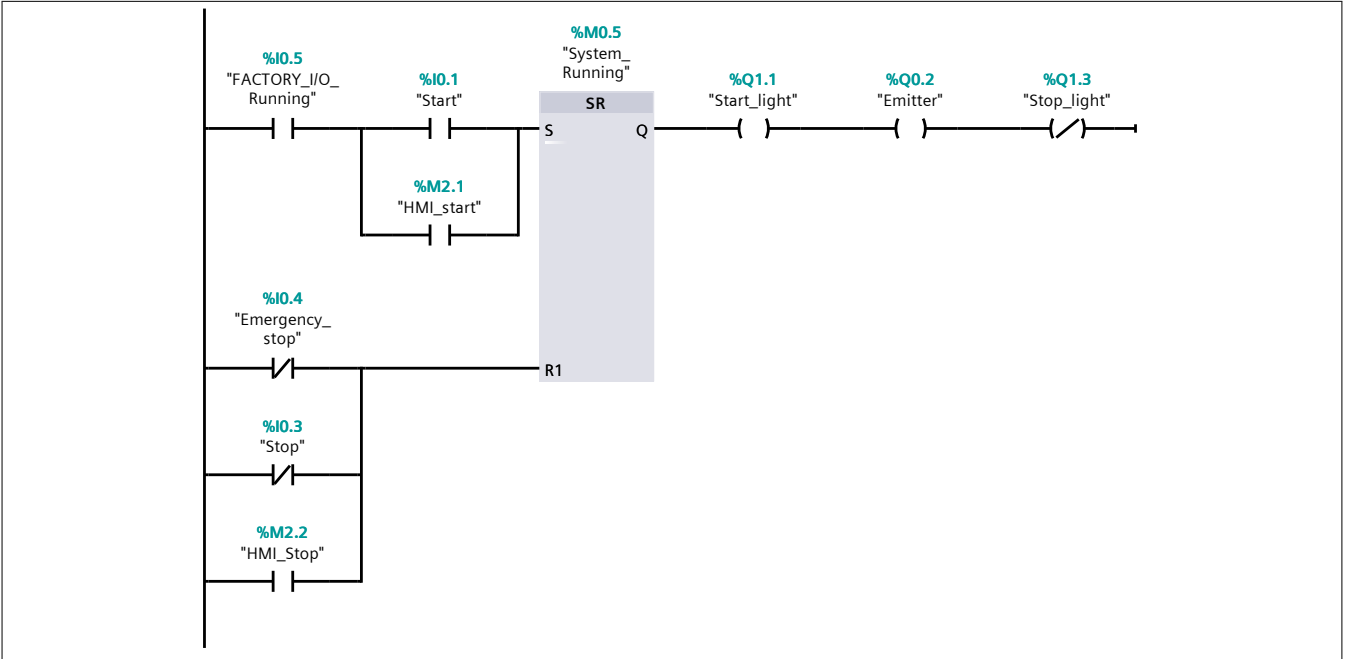 %M0.5
"System_
Running"
%I0.5
"FACTORY_I/O_
Running"
%I0.1
"Start"
%Q1.1
"Start_light"
%Q0.2
"Emitter"
%Q1.3
"Stop_light"
SR
S
Q
%M2.1
"HMI_start"
%I0.4
"Emergency_
stop"
R1
%I0.3
"Stop"
%M2.2
"HMI_Stop"